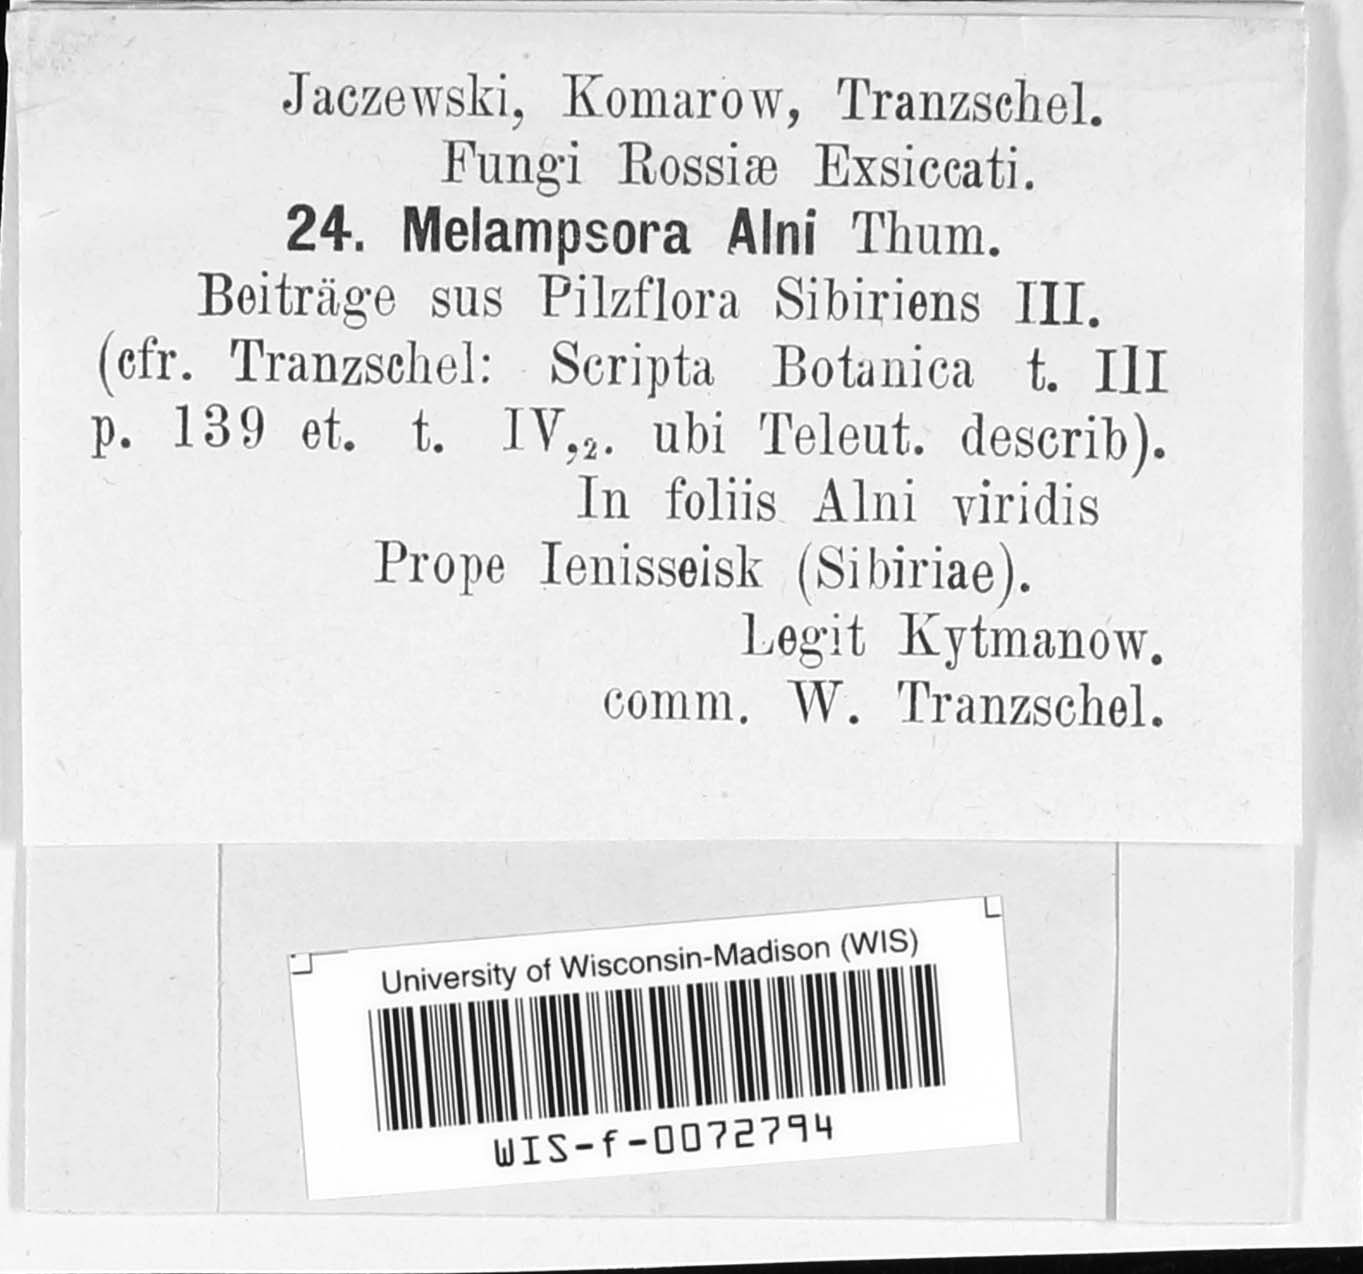 Jaczewski, Komarow, Tranzschel.
Fungi Rossiæ Exsiccati.
24. Melampsora Alni Thum.
Beiträge sus Pilzflora Sibiriens III.
(cfr. Tranzschel: Scripta Botanica t. III
p. 139 et. t. IV,2. ubi Teleut. describ).
In foliis Alni viridis
Prope Ienisseisk (Sibiriae).
Legit Kytmanow.
comm. W. Tranzschel.
University of Wisconsin-Madison (WIS)
WIS-f-0072794